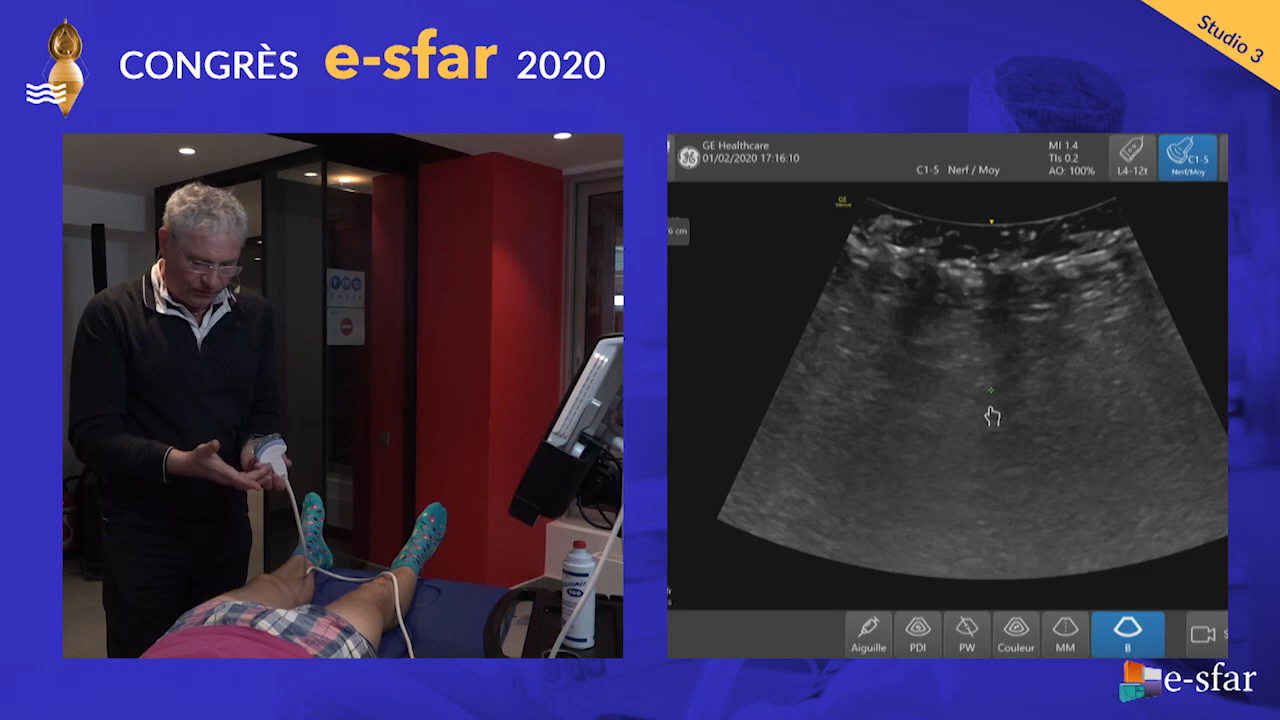 CONGRÈS e-sfar 2020
Studio 3
GE Healthcare
01/02/2020 17:16:10
C1-5 Nerf / Moy
MI 1.4
TIs 0.2
AO: 100%
L4-12t
C1-5
Nerf/Moy
GE
Venue
6 cm
Aiguille
PDI
PW
Couleur
MM
B
e-sfar